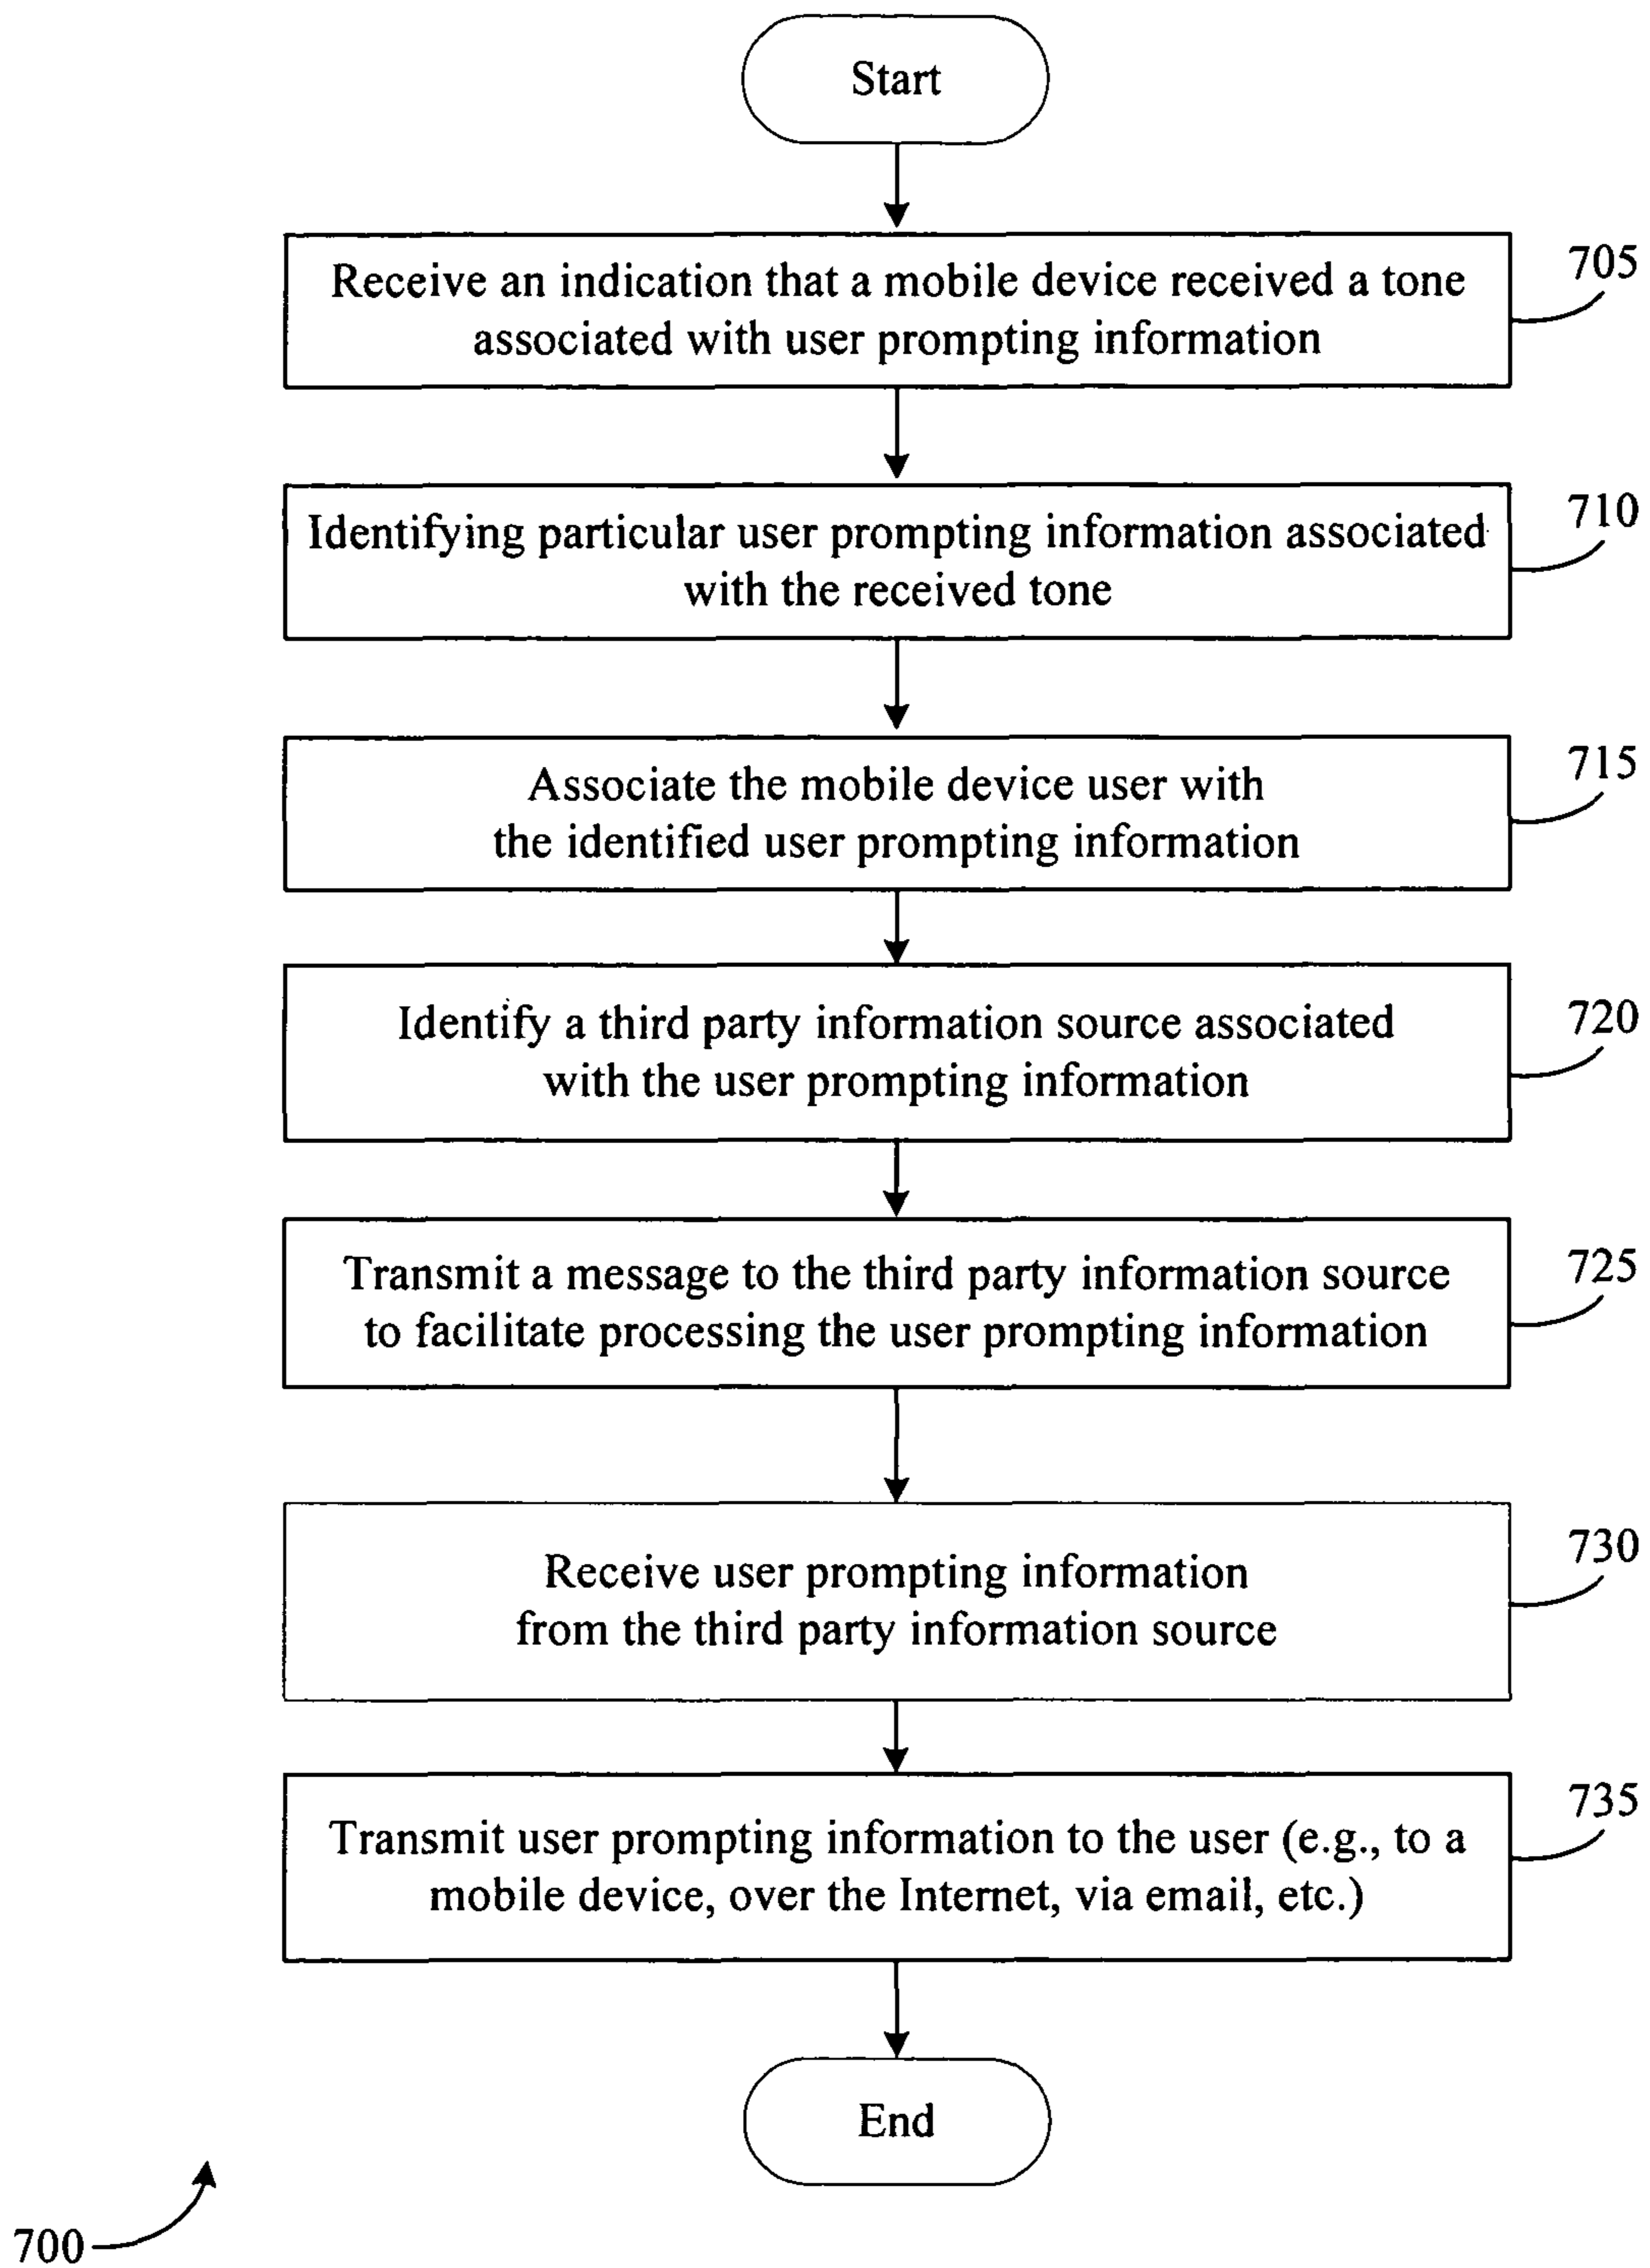 Start
Receive an indication that a mobile device received a tone
associated with user prompting information
705
Identifying particular user prompting information associated
with the received tone
710
Associate the mobile device user with
the identified user prompting information
715
Identify a third party information source associated
with the user prompting information
720
Transmit a message to the third party information source
to facilitate processing the user prompting information
725
Receive user prompting information
from the third party information source
730
Transmit user prompting information to the user (e.g., to a
mobile device, over the Internet, via email, etc.)
735
End
700